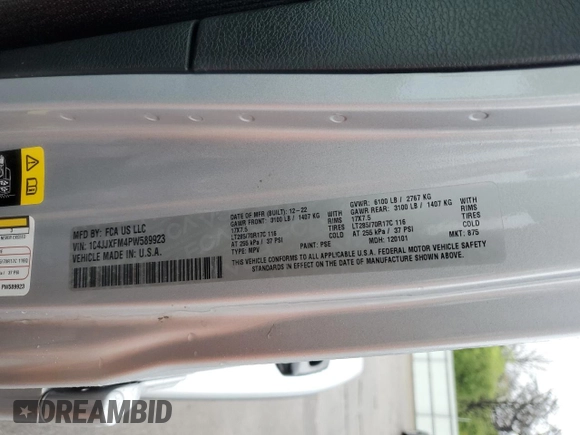 MFD BY: FCA US LLC
VIN: 1C4JJXFM4PW589923
VEHICLE MADE IN: U.S.A.
DATE OF MFR (BUILT): 12-22
GAWR FRONT: 3100 LB / 1407 KG WITH
17X7.5 RIMS
LT285/70R17C 116 TIRES
AT 255 kPa / 37 PSI COLD
TYPE: MPV PAINT: PSE
GVWR: 6100 LB / 2767 KG
GAWR REAR: 3100 LB / 1407 KG WITH
17X7.5 RIMS
LT285/70R17C 116 TIRES
AT 255 kPa / 37 PSI COLD
MDH: 120101 MKT: 875
THIS VEHICLE CONFORMS TO ALL APPLICABLE U.S.A. FEDERAL MOTOR VEHICLE SAFETY
STANDARDS IN EFFECT ON THE DATE OF MANUFACTURE SHOWN ABOVE.
PW589923
DREAMBID